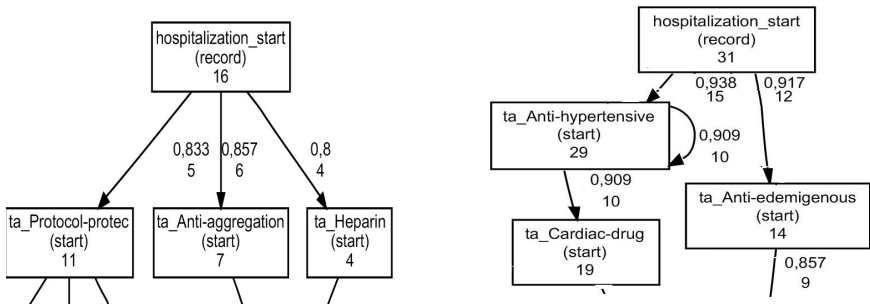 hospitalization_start
(record)
16
0,833
5
0,857
6
0,8
4
ta_Protocol-protec
(start)
11
ta_Anti-aggregation
(start)
7
ta_Heparin
(start)
4
hospitalization_start
(record)
31
0,938
15
0,917
12
ta_Anti-hypertensive
(start)
29
0,909
10
0,909
10
ta_Cardiac-drug
(start)
19
ta_Anti-edemigenous
(start)
14
0,857
9